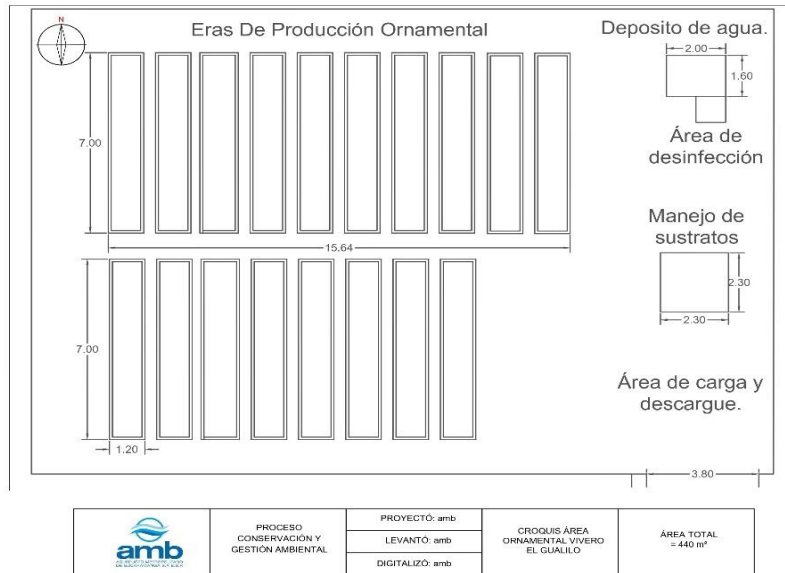 N
Eras De Producción Ornamental
Deposito de agua.
2.00
1.60
7.00
Área de
desinfección
Manejo de
sustratos
15.64
2.30
2.30
7.00
Área de carga y
descargue.
1.20
3.80
amb
PROCESO
CONSERVACIÓN Y
GESTIÓN AMBIENTAL
PROYECTÓ: amb
LEVANTÓ: amb
DIGITALIZÓ: amb
CROQUIS ÁREA
ORNAMENTAL VIVERO
EL GUALILO
ÁREA TOTAL
= 440 m²